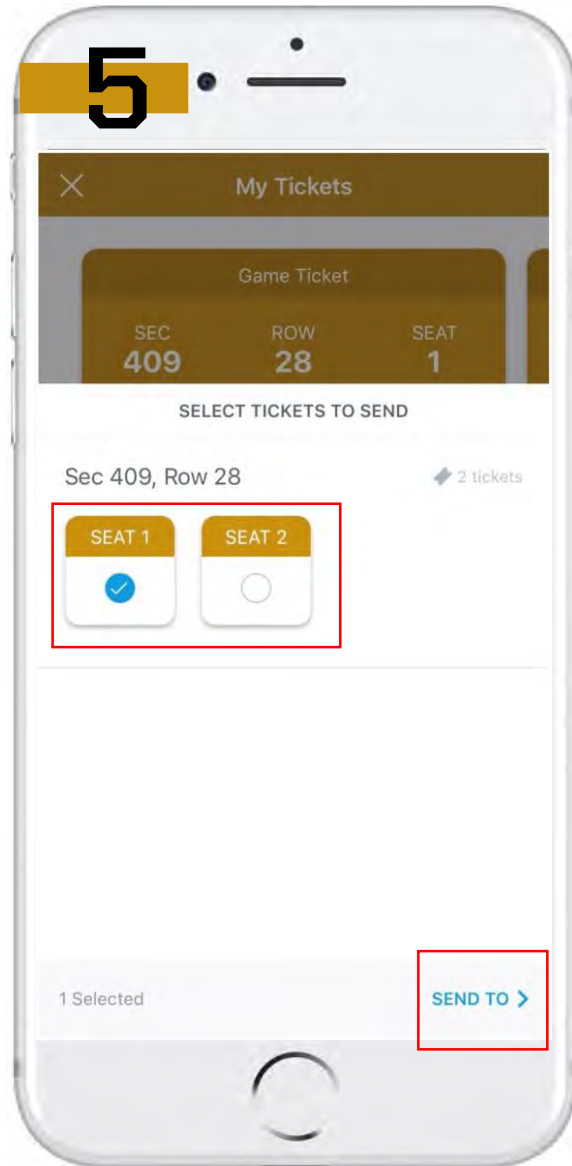 5
My Tickets
Game Ticket
SEC ROW SEAT
409 28 1
SELECT TICKETS TO SEND
Sec 409, Row 28 2 tickets
SEAT 1 SEAT 2
1 Selected SEND TO